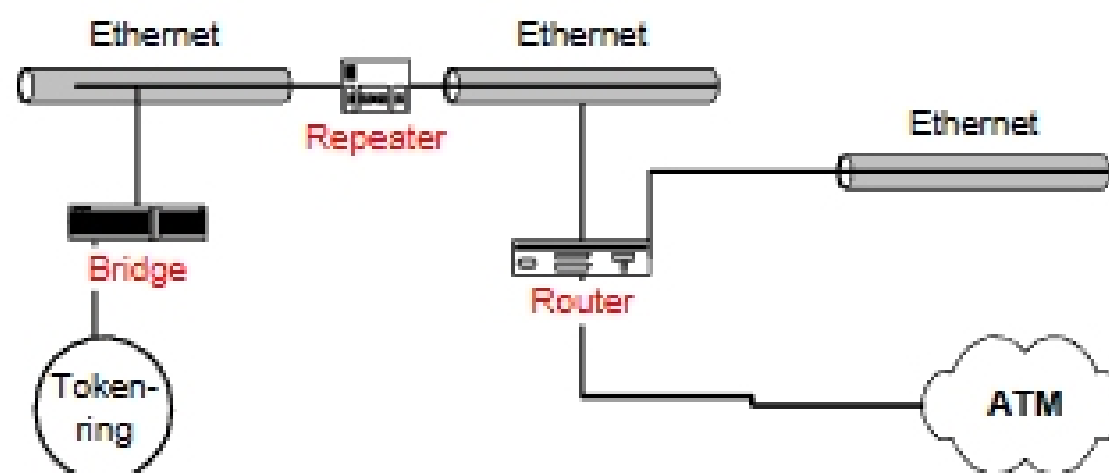 Ethernet
Ethernet
Ethernet
Repeater
Bridge
Router
Token-
ring
ATM